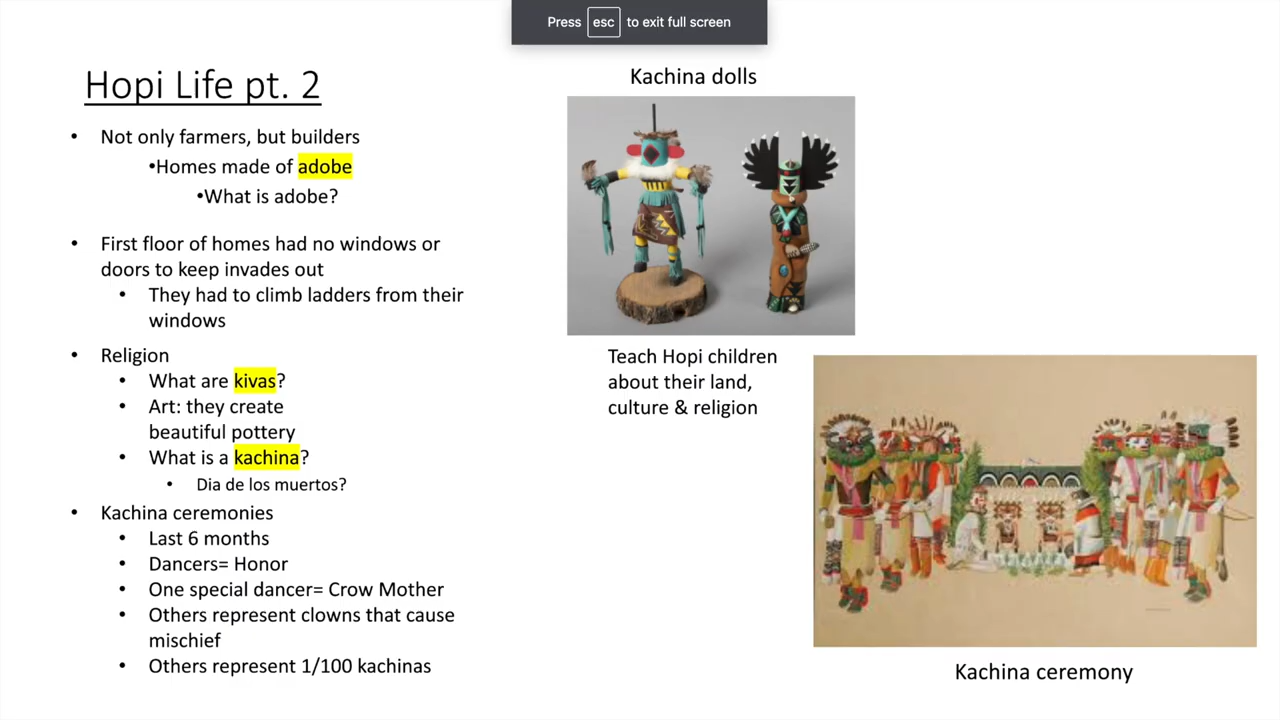 Press esc to exit full screen
Hopi Life pt. 2
• Not only farmers, but builders
•Homes made of adobe
•What is adobe?
• First floor of homes had no windows or
doors to keep invades out
• They had to climb ladders from their
windows
• Religion
• What are kivas?
• Art: they create
beautiful pottery
• What is a kachina?
• Dia de los muertos?
• Kachina ceremonies
• Last 6 months
• Dancers= Honor
• One special dancer= Crow Mother
• Others represent clowns that cause
mischief
• Others represent 1/100 kachinas
Kachina dolls
Teach Hopi children
about their land,
culture & religion
Kachina ceremony